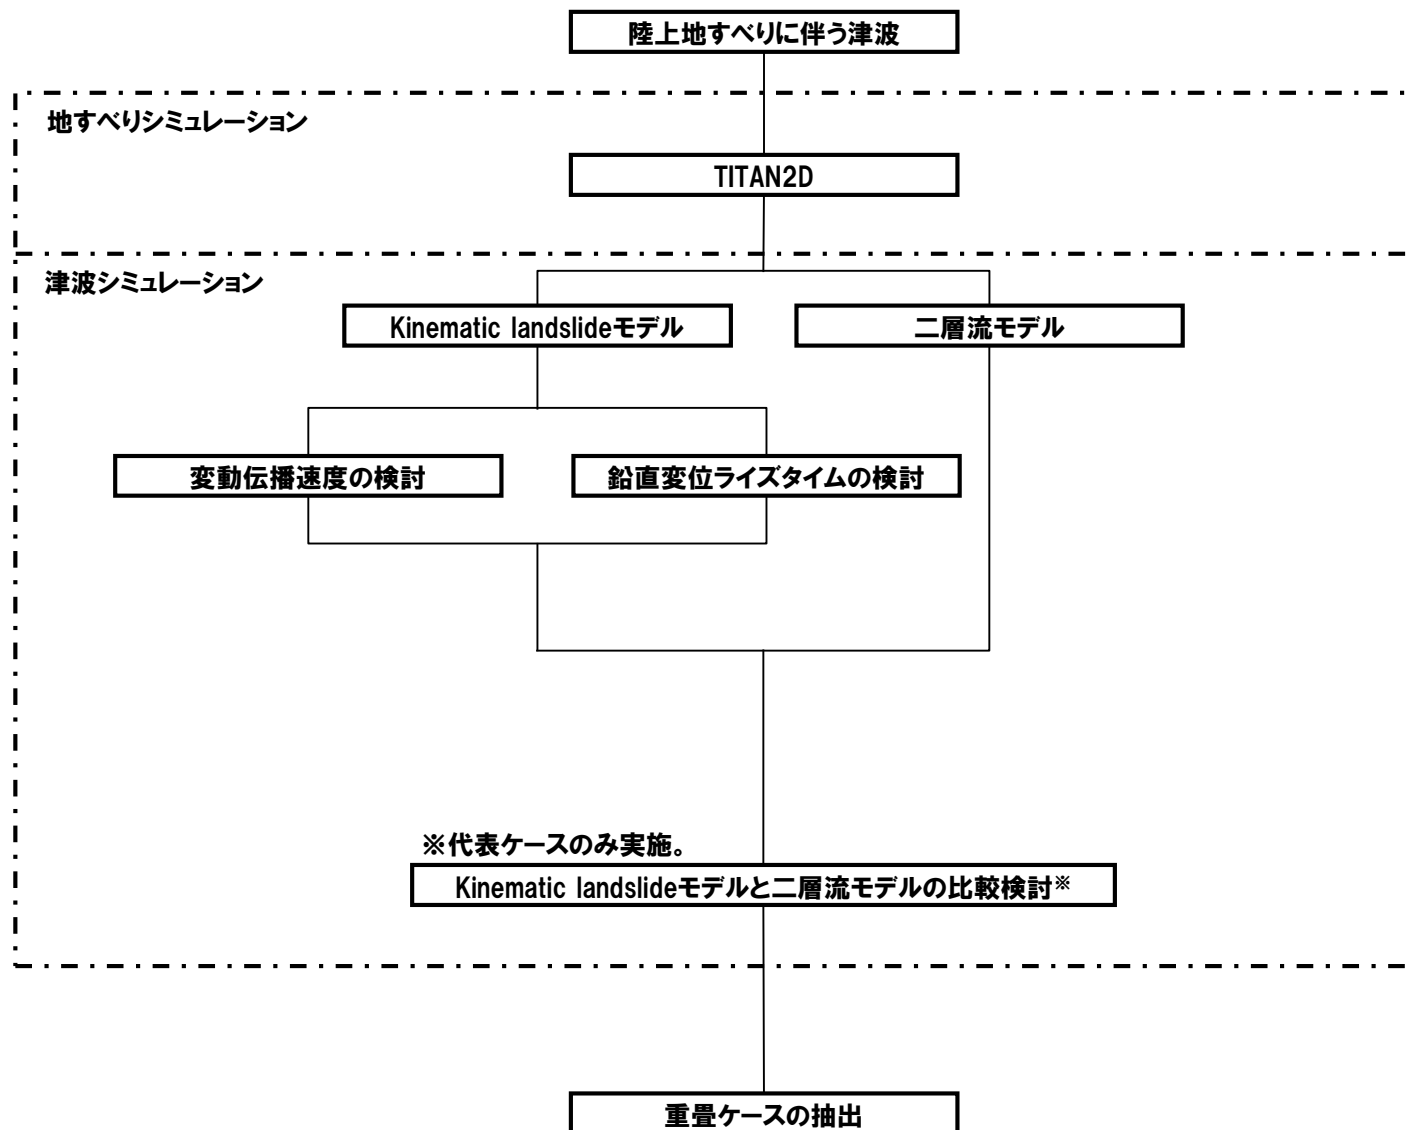 陸上地すべりに伴う津波
地すべりシミュレーション
TITAN2D
津波シミュレーション
Kinematic landslideモデル
二層流モデル
変動伝播速度の検討
鉛直変位ライズタイムの検討
※代表ケースのみ実施。
Kinematic landslideモデルと二層流モデルの比較検討※
重畳ケースの抽出